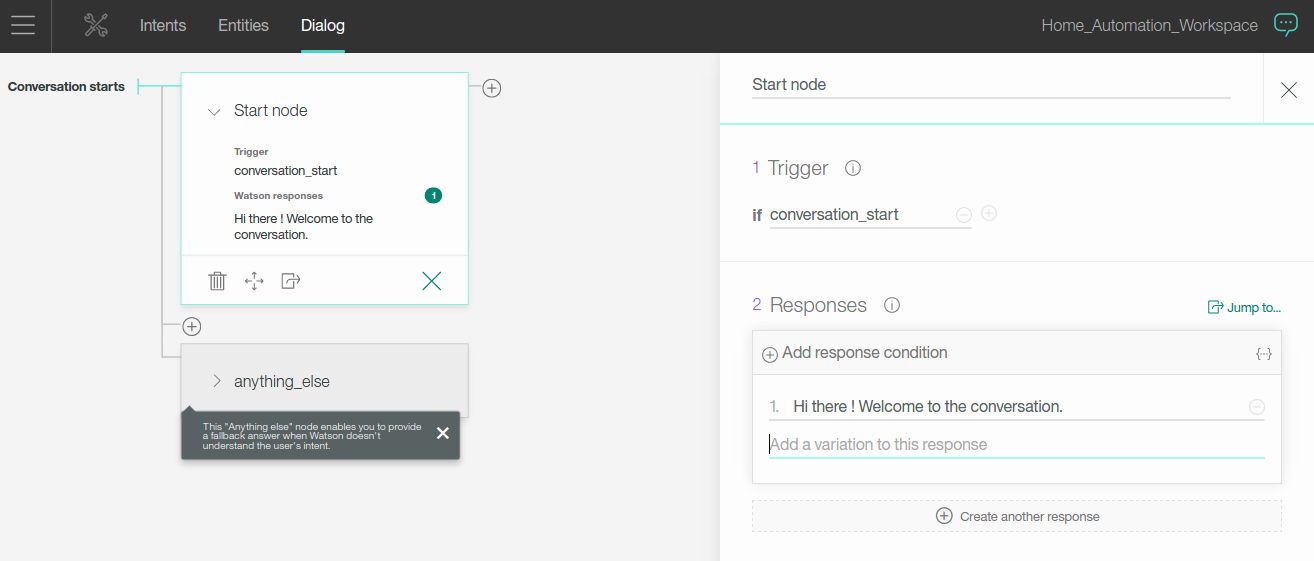 Intents Entities Dialog Home_Automation_Workspace
Conversation starts
Start node
Trigger
conversation_start
Watson responses 1
Hi there ! Welcome to the
conversation.
anything_else
This "Anything else" node enables you to provide
a fallback answer when Watson doesn't
understand the user's intent.
Start node
1 Trigger
if conversation_start
2 Responses
Jump to...
Add response condition
{...}
1. Hi there ! Welcome to the conversation.
Add a variation to this response
Create another response